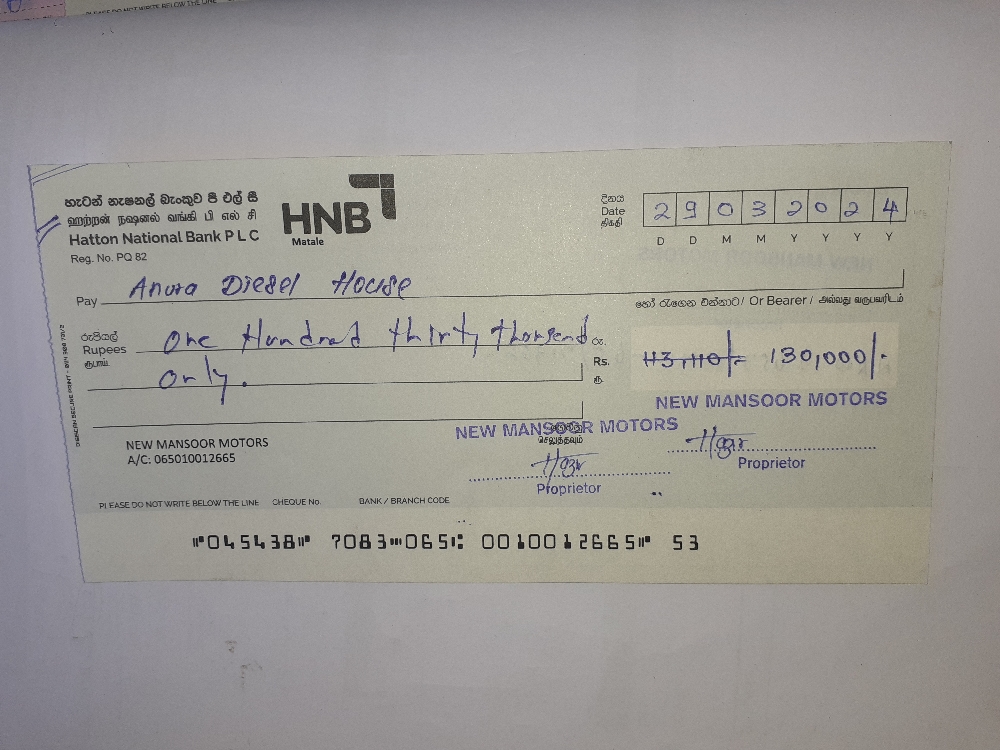 හැටන් නැෂනල් බැංකුව පී එල් සී
ஹற்றன் நஷனல் வங்கி பி எல் சி
Hatton National Bank P L C
Reg. No. PQ 82
HNB
Matale
දිනය
Date
திகதி
2 9 0 3 2 0 2 4
D D M M Y Y Y Y
Pay Anura Diesel House
හෝ රැගෙන එන්නාට/ Or Bearer / அல்லது வருபவரிடம்
රුපියල්
Rupees
ரூபாய்
One Hundred thirty thousend
only.
රු.
Rs.
ரூ
113,110/= 130,000/-
NEW MANSOOR MOTORS
Proprietor
NEW MANSOOR MOTORS
செலுத்தவும்
Proprietor
NEW MANSOOR MOTORS
A/C: 065010012665
PLEASE DO NOT WRITE BELOW THE LINE CHEQUE No. BANK / BRANCH CODE
⑈045438⑈ 7083⑉065⑆ 0010012665⑈ 53